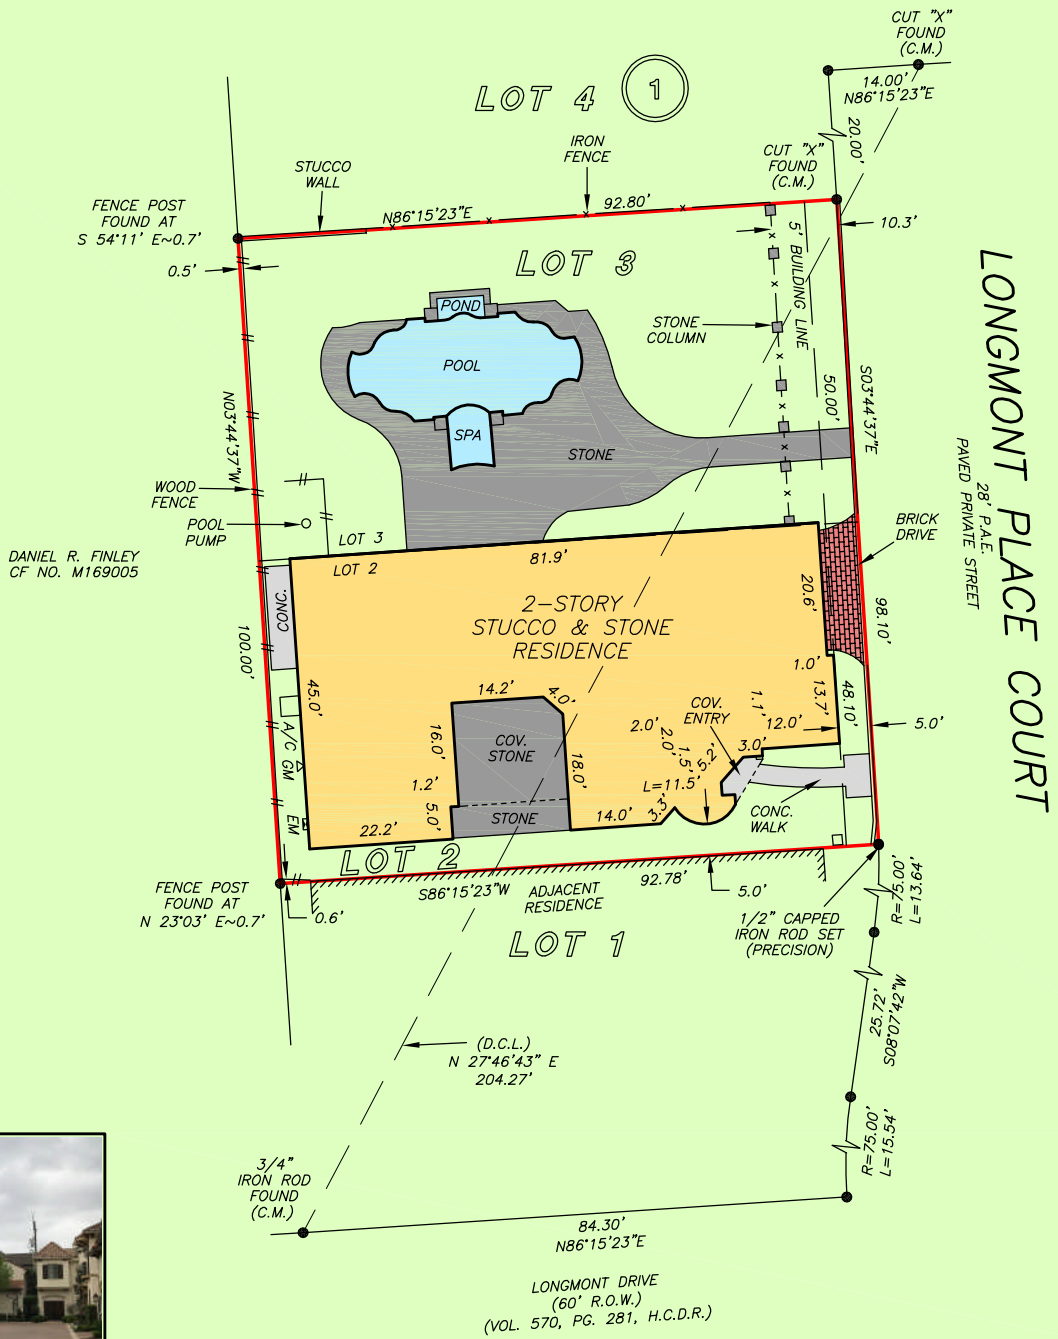 CUT "X"
FOUND
(C.M.)
14.00'
N86°15'23"E
20.00'
LOT 4
1
IRON
FENCE
CUT "X"
FOUND
(C.M.)
STUCCO
WALL
FENCE POST
FOUND AT
S 54°11' E~0.7'
N86°15'23"E
92.80'
10.3'
0.5'
LOT 3
5' BUILDING LINE
POND
STONE
COLUMN
POOL
SPA
STONE
50.00'
S03°44'37"E
N03°44'37"W
LONGMONT PLACE COURT
28' P.A.E.
PAVED PRIVATE STREET
WOOD
FENCE
POOL
PUMP
BRICK
DRIVE
DANIEL R. FINLEY
CF NO. M169005
LOT 3
LOT 2
81.9'
20.6'
CONC.
2-STORY
STUCCO & STONE
RESIDENCE
98.10'
100.00'
45.0'
1.0'
13.7'
48.10'
14.2'
4.0'
COV.
ENTRY
1.1'
12.0'
5.0'
2.0'
2.0'
1.5'
5.2'
3.0'
16.0'
COV.
STONE
18.0'
L=11.5'
A/C
GM
EM
1.2'
5.0'
STONE
14.0'
3.3'
CONC.
WALK
22.2'
LOT 2
S86°15'23"W
ADJACENT
RESIDENCE
92.78'
5.0'
FENCE POST
FOUND AT
N 23°03' E~0.7'
0.6'
LOT 1
1/2" CAPPED
IRON ROD SET
(PRECISION)
R=75.00'
L=13.64'
25.72'
S08°07'42"W
(D.C.L.)
N 27°46'43" E
204.27'
R=75.00'
L=15.54'
3/4"
IRON ROD
FOUND
(C.M.)
84.30'
N86°15'23"E
LONGMONT DRIVE
(60' R.O.W.)
(VOL. 570, PG. 281, H.C.D.R.)